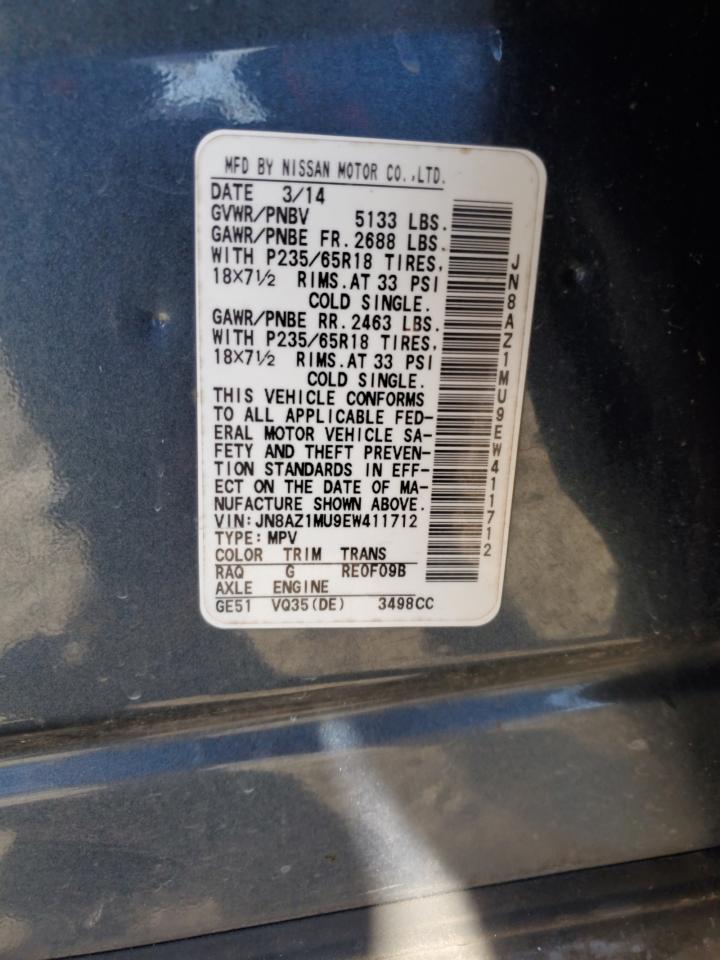 MFD BY NISSAN MOTOR CO.,LTD.
DATE 3/14
GVWR/PNBV 5133 LBS.
GAWR/PNBE FR. 2688 LBS.
WITH P235/65R18 TIRES,
18X7½ RIMS. AT 33 PSI
COLD SINGLE.
GAWR/PNBE RR. 2463 LBS.
WITH P235/65R18 TIRES,
18X7½ RIMS. AT 33 PSI
COLD SINGLE.
THIS VEHICLE CONFORMS
TO ALL APPLICABLE FED-
ERAL MOTOR VEHICLE SA-
FETY AND THEFT PREVEN-
TION STANDARDS IN EFF-
ECT ON THE DATE OF MA-
NUFACTURE SHOWN ABOVE.
VIN:JN8AZ1MU9EW411712
TYPE:MPV
COLOR TRIM TRANS
RAQ G RE0F09B
AXLE ENGINE
GE51 VQ35(DE) 3498CC
JN8AZ1MU9EW411712